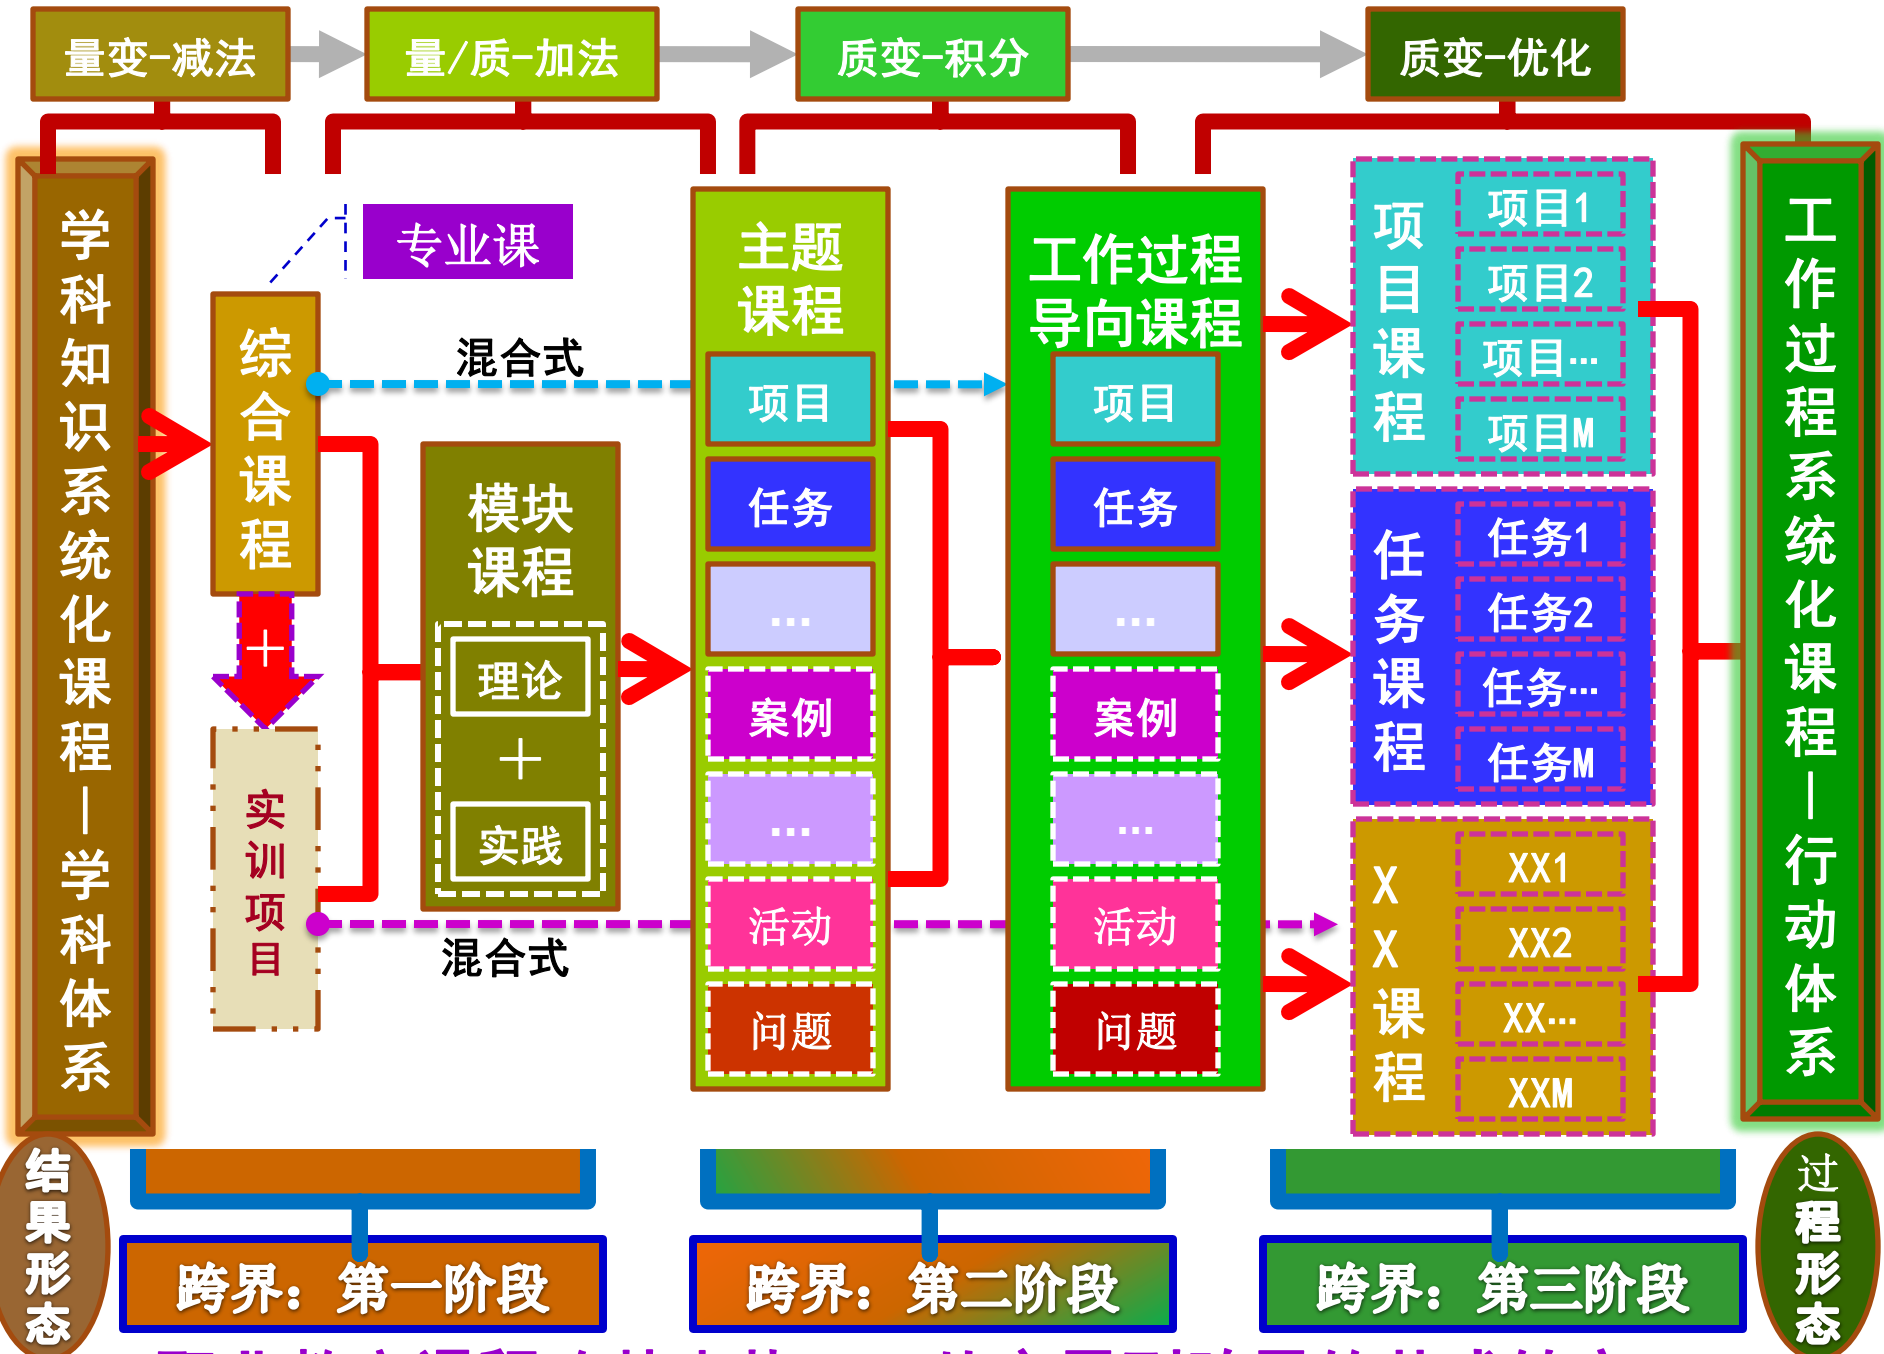 量变-减法
量/质-加法
质变-积分
质变-优化
学科知识系统化课程—学科体系
专业课
综合课程
+
实训项目
混合式
混合式
模块
课程
理论
+
实践
主题
课程
项目
任务
...
案例
...
活动
问题
工作过程
导向课程
项目
任务
...
案例
...
活动
问题
项目课程
项目1
项目2
项目…
项目M
任务课程
任务1
任务2
任务…
任务M
XX课程
XX1
XX2
XX…
XXM
工作过程系统化课程—行动体系
结果形态
跨界：第一阶段
跨界：第二阶段
跨界：第三阶段
过程形态